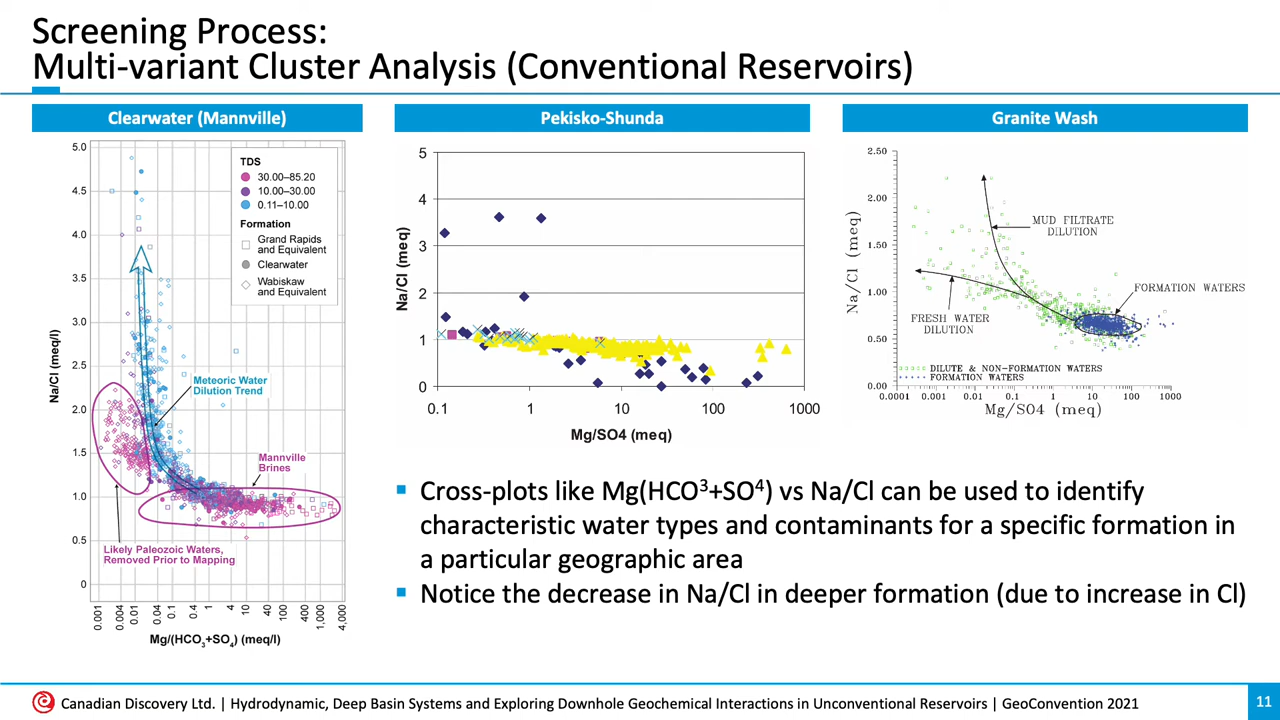 Screening Process:
Multi-variant Cluster Analysis (Conventional Reservoirs)
Clearwater (Mannville)
5.0
4.5
4.0
3.5
3.0
2.5
2.0
1.5
1.0
0.5
0
Na/Cl (meq/l)
TDS
30.00–85.20
10.00–30.00
0.11–10.00
Formation
Grand Rapids
and Equivalent
Clearwater
Wabiskaw
and Equivalent
Meteoric Water
Dilution Trend
Mannville
Brines
Likely Paleozoic Waters,
Removed Prior to Mapping
0.001 0.004 0.01 0.04 0.1 0.4 1 4 10 40 100 400 1,000 4,000
Mg/(HCO₃+SO₄) (meq/l)
Pekisko-Shunda
5
4
3
2
1
0
Na/Cl (meq)
0.1 1 10 100 1000
Mg/SO4 (meq)
Granite Wash
2.50
2.00
1.50
1.00
0.50
0.00
Na/Cl (meq)
MUD FILTRATE
DILUTION
FORMATION WATERS
FRESH WATER
DILUTION
DILUTE & NON-FORMATION WATERS
FORMATION WATERS
0.0001 0.001 0.01 0.1 1 10 100 1000
Mg/SO4 (meq)
Cross-plots like Mg(HCO³+SO⁴) vs Na/Cl can be used to identify
characteristic water types and contaminants for a specific formation in
a particular geographic area
Notice the decrease in Na/Cl in deeper formation (due to increase in Cl)
Canadian Discovery Ltd. | Hydrodynamic, Deep Basin Systems and Exploring Downhole Geochemical Interactions in Unconventional Reservoirs | GeoConvention 2021
11